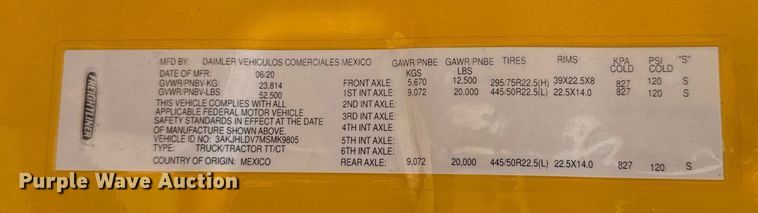 FREIGHTLINER
MFD BY: DAIMLER VEHICULOS COMERCIALES MEXICO
DATE OF MFR: 06/20
GVWR/PNBV-KG: 23,814
GVWR/PNBV-LBS: 52,500
THIS VEHICLE COMPLIES WITH ALL
APPLICABLE FEDERAL MOTOR VEHICLE
SAFETY STANDARDS IN EFFECT AT THE DATE
OF MANUFACTURE SHOWN ABOVE.
VEHICLE ID NO.: 3AKJHLDV7MSMK9805
TYPE: TRUCK/TRACTOR TT/CT
COUNTRY OF ORIGIN: MEXICO
GAWR/PNBE KGS GAWR/PNBE LBS TIRES RIMS KPA COLD PSI COLD "S"
FRONT AXLE: 5,670 12,500 295/75R22.5(H) 39X22.5X8 827 120 S
1ST INT AXLE: 9,072 20,000 445/50R22.5(L) 22.5X14.0 827 120 S
2ND INT AXLE:
3RD INT AXLE:
4TH INT AXLE:
5TH INT AXLE:
6TH INT AXLE:
REAR AXLE: 9,072 20,000 445/50R22.5(L) 22.5X14.0 827 120 S
Purple Wave Auction